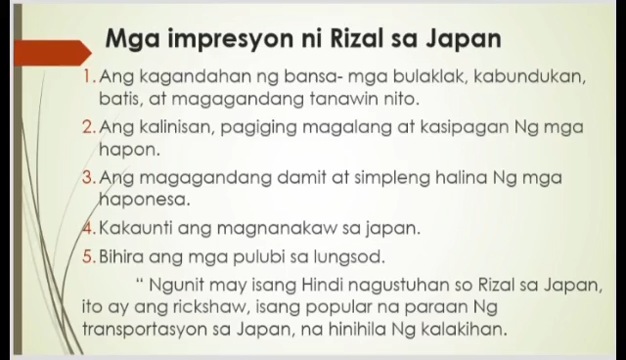 Mga impresyon ni Rizal sa Japan
1. Ang kagandahan ng bansa- mga bulaklak, kabundukan,
batis, at magagandang tanawin nito.
2. Ang kalinisan, pagiging magalang at kasipagan Ng mga
hapon.
3. Ang magagandang damit at simpleng halina Ng mga
haponesa.
4. Kakaunti ang magnanakaw sa japan.
5. Bihira ang mga pulubi sa lungsod.
“ Ngunit may isang Hindi nagustuhan so Rizal sa Japan,
ito ay ang rickshaw, isang popular na paraan Ng
transportasyon sa Japan, na hinihila Ng kalakihan.